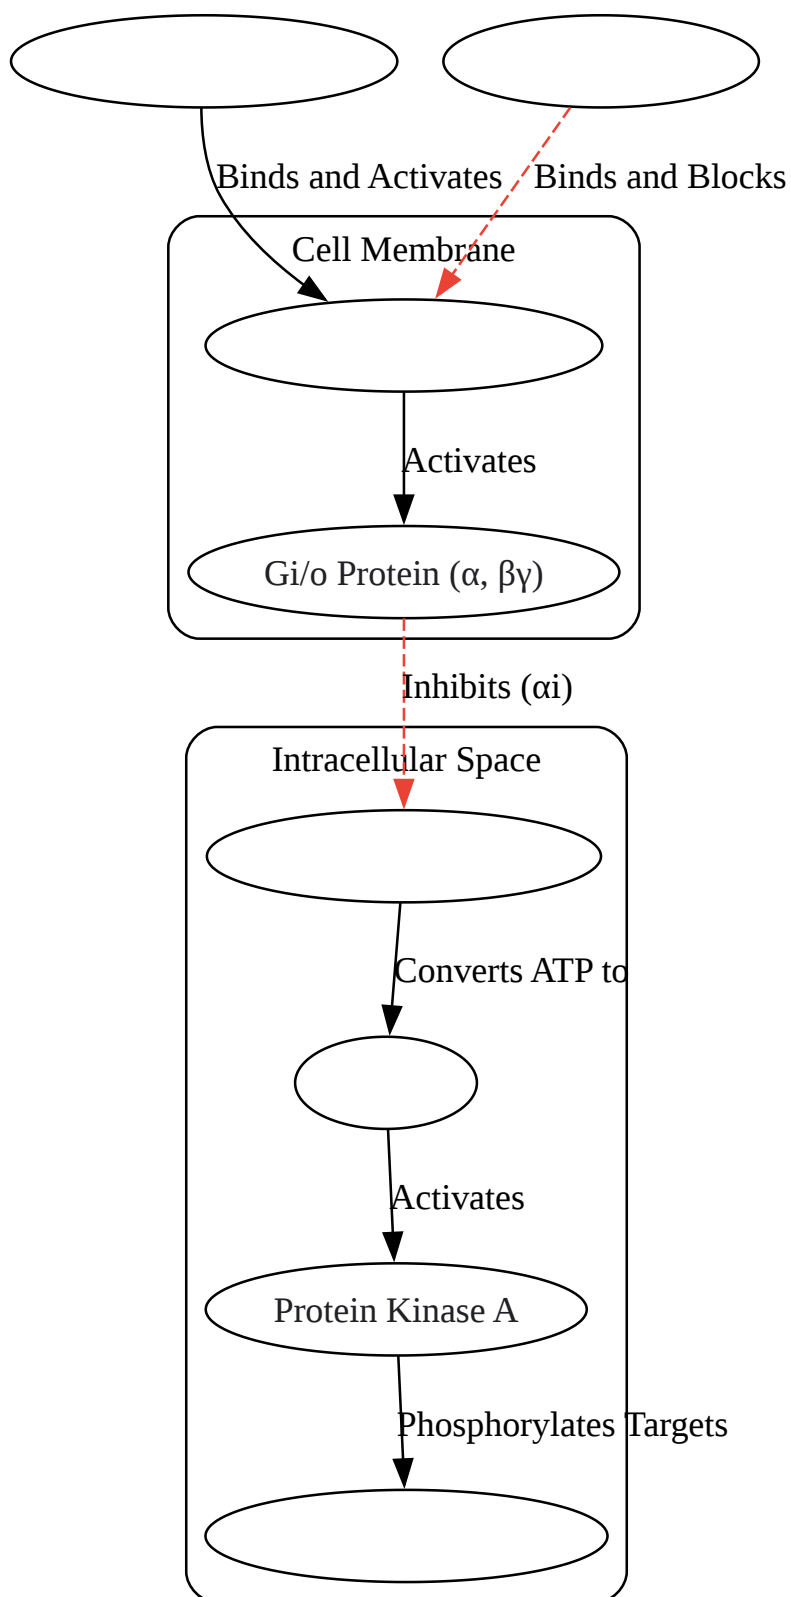 Binds and Activates
Binds and Blocks
Cell Membrane
Activates
Gi/o Protein (α, βγ)
Inhibits (αi)
Intracellular Space
Converts ATP to
Activates
Protein Kinase A
Phosphorylates Targets